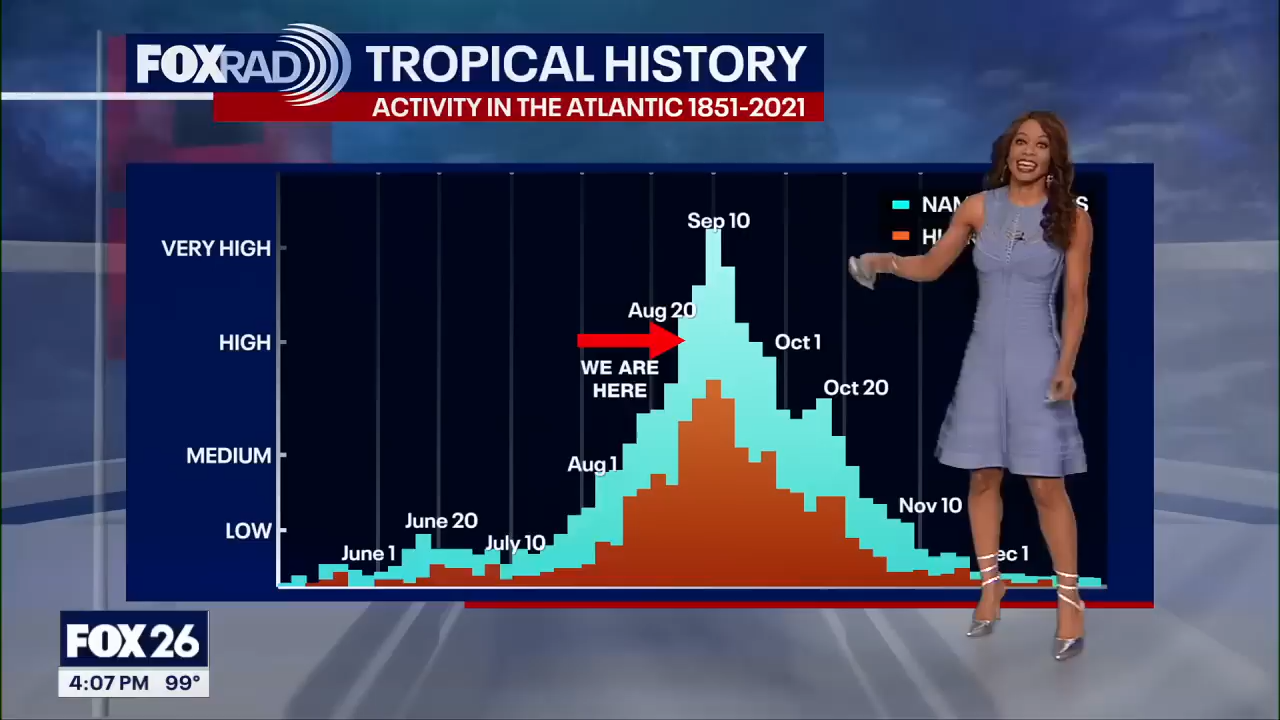 FOX RAD
TROPICAL HISTORY
ACTIVITY IN THE ATLANTIC 1851-2021
VERY HIGH
HIGH
MEDIUM
LOW
Sep 10
Aug 20
WE ARE
HERE
Oct 1
Oct 20
Aug 1
Nov 10
June 20
July 10
June 1
FOX 26
4:07 PM 99°